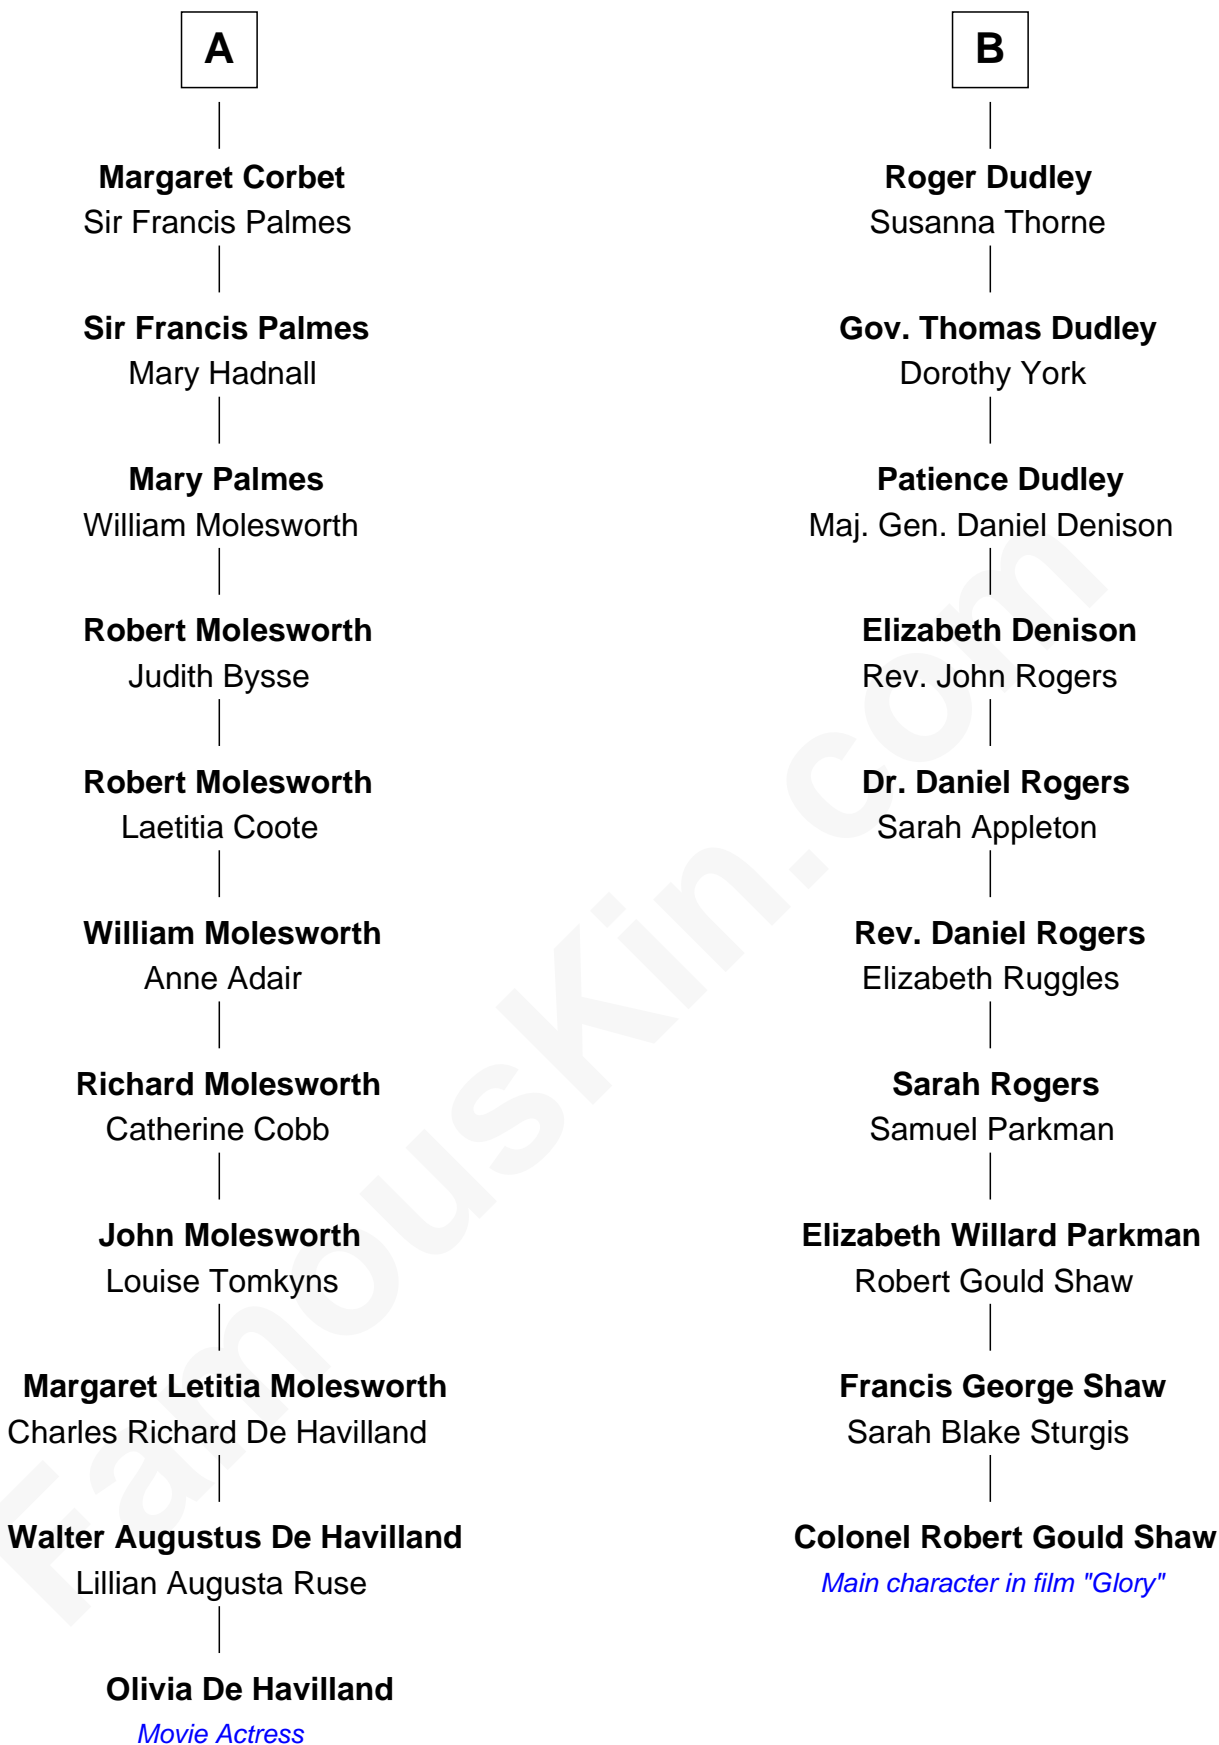 A
Margaret Corbet
Sir Francis Palmes
Sir Francis Palmes
Mary Hadnall
Mary Palmes
William Molesworth
Robert Molesworth
Judith Bysse
Robert Molesworth
Laetitia Coote
William Molesworth
Anne Adair
Richard Molesworth
Catherine Cobb
John Molesworth
Louise Tomkyns
Margaret Letitia Molesworth
Charles Richard De Havilland
Walter Augustus De Havilland
Lillian Augusta Ruse
Olivia De Havilland
Movie Actress
B
Roger Dudley
Susanna Thorne
Gov. Thomas Dudley
Dorothy York
Patience Dudley
Maj. Gen. Daniel Denison
Elizabeth Denison
Rev. John Rogers
Dr. Daniel Rogers
Sarah Appleton
Rev. Daniel Rogers
Elizabeth Ruggles
Sarah Rogers
Samuel Parkman
Elizabeth Willard Parkman
Robert Gould Shaw
Francis George Shaw
Sarah Blake Sturgis
Colonel Robert Gould Shaw
Main character in film "Glory"
FamousKin.com